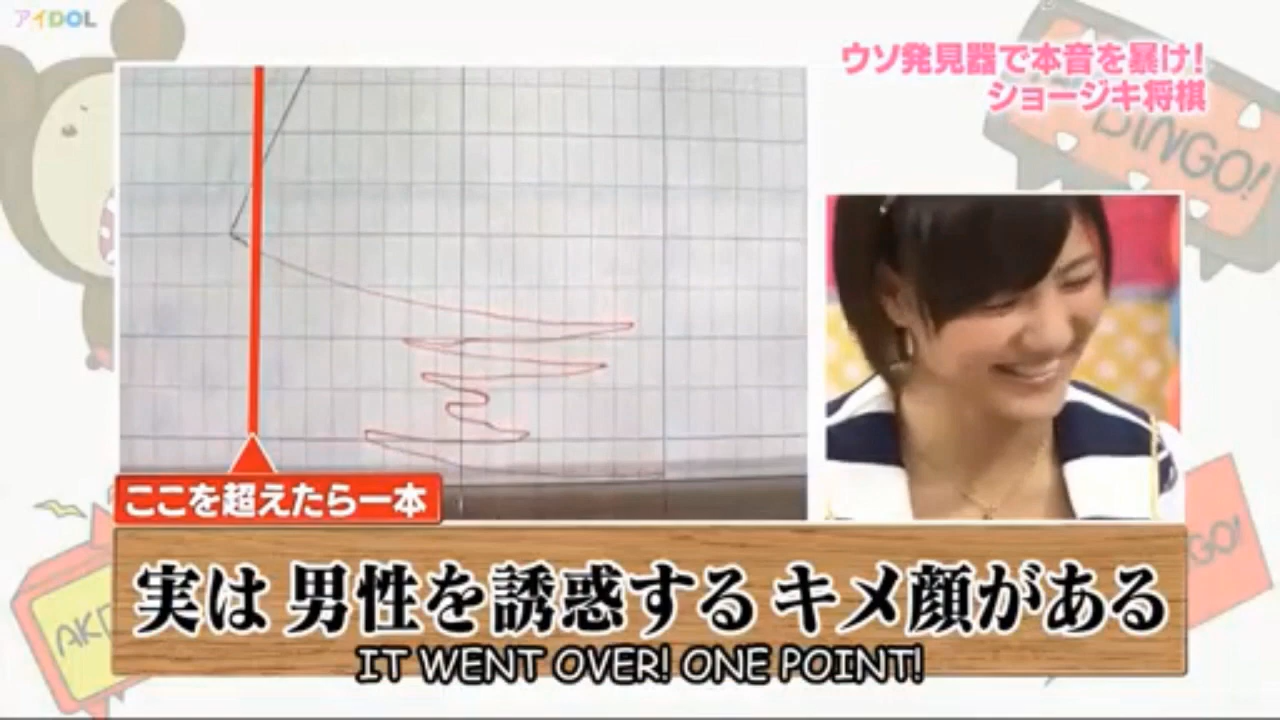 アイDOL
ウソ発見器で本音を暴け!
ショージキ将棋
BINGO!
ここを超えたら一本
実は 男性を誘惑する キメ顔がある
IT WENT OVER! ONE POINT!
GO!
AK